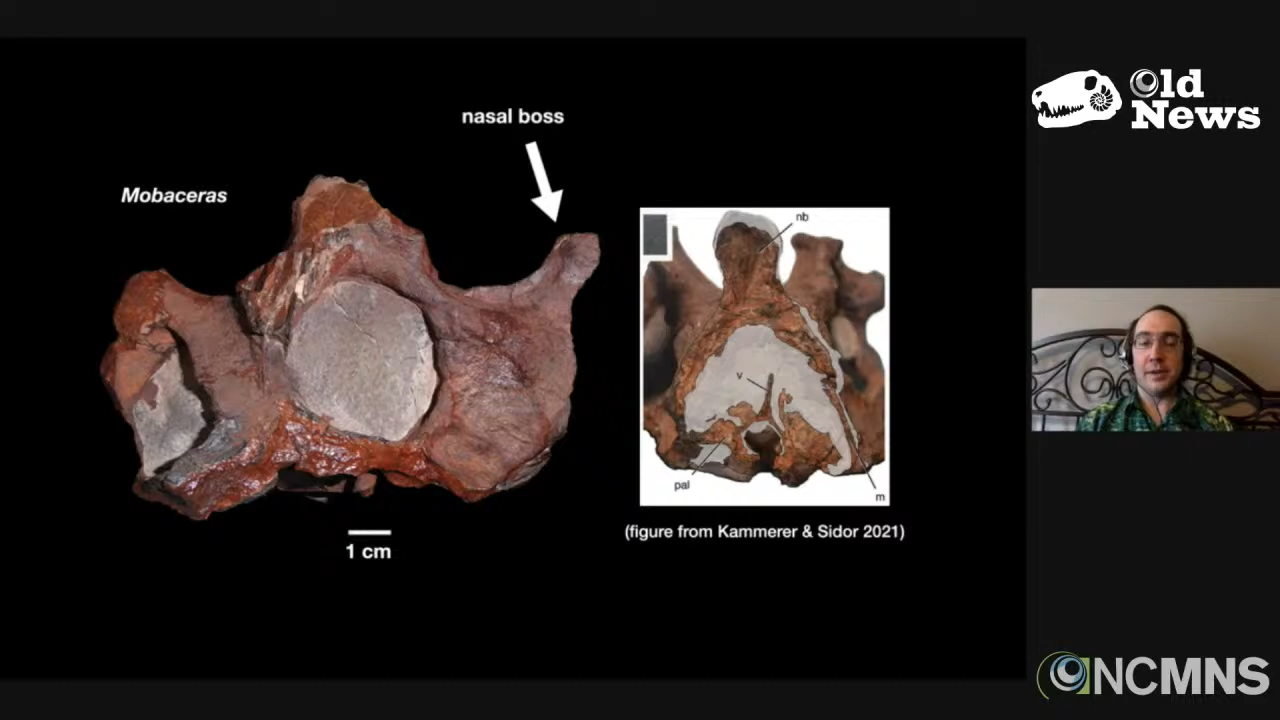 nasal boss
Mobaceras
1 cm
nb
v
pal
m
(figure from Kammerer & Sidor 2021)
Old
News
NCMNS